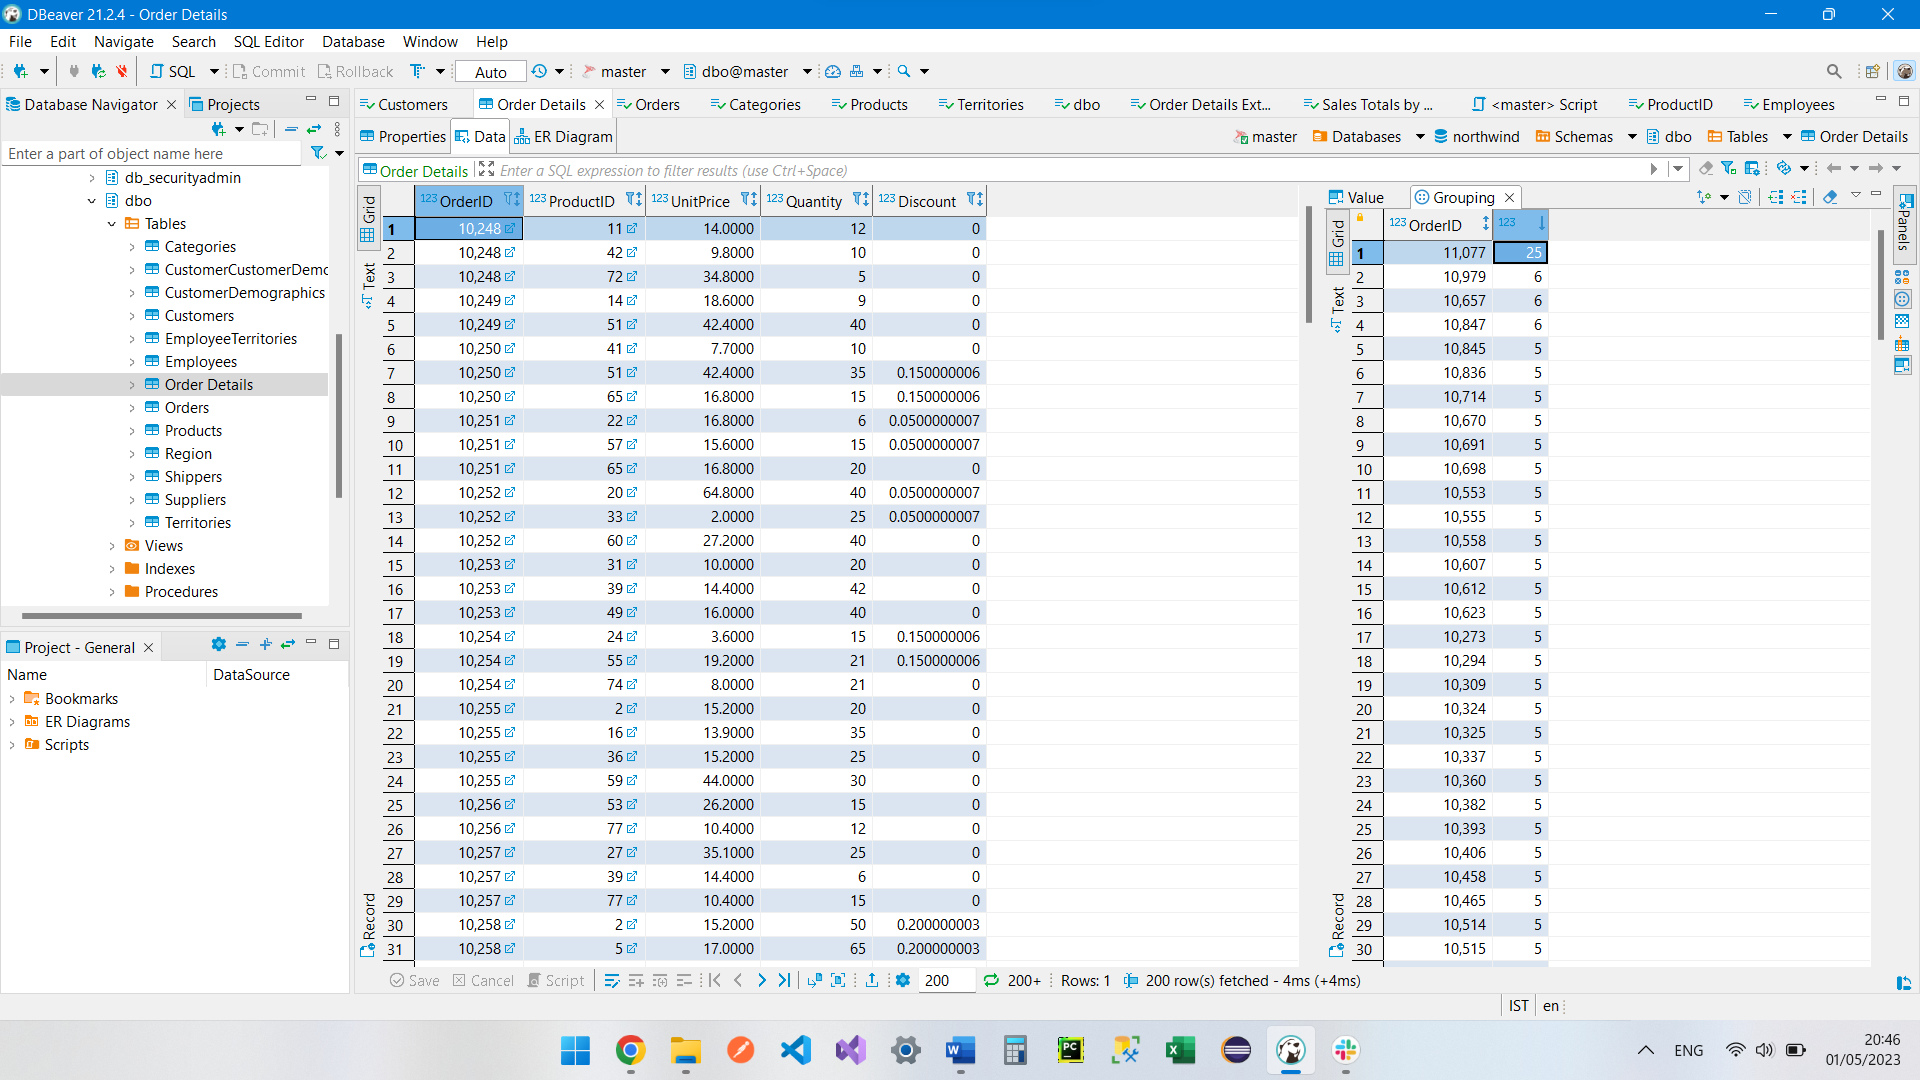 DBeaver 21.2.4 - Order Details
File Edit Navigate Search SQL Editor Database Window Help
SQL Commit Rollback Auto master dbo@master
Database Navigator Projects
Customers Order Details Orders Categories Products Territories dbo Order Details Ext... Sales Totals by ... <master> Script ProductID Employees
Properties Data ER Diagram master Databases northwind Schemas dbo Tables Order Details
Enter a part of object name here
Order Details Enter a SQL expression to filter results (use Ctrl+Space)
db_securityadmin
dbo
Tables
Categories
CustomerCustomerDemo
CustomerDemographics
Customers
EmployeeTerritories
Employees
Order Details
Orders
Products
Region
Shippers
Suppliers
Territories
Views
Indexes
Procedures
Project - General
Name DataSource
Bookmarks
ER Diagrams
Scripts
Grid
Text
Record
123 OrderID 123 ProductID 123 UnitPrice 123 Quantity 123 Discount
1 10,248 11 14.0000 12 0
2 10,248 42 9.8000 10 0
3 10,248 72 34.8000 5 0
4 10,249 14 18.6000 9 0
5 10,249 51 42.4000 40 0
6 10,250 41 7.7000 10 0
7 10,250 51 42.4000 35 0.150000006
8 10,250 65 16.8000 15 0.150000006
9 10,251 22 16.8000 6 0.0500000007
10 10,251 57 15.6000 15 0.0500000007
11 10,251 65 16.8000 20 0
12 10,252 20 64.8000 40 0.0500000007
13 10,252 33 2.0000 25 0.0500000007
14 10,252 60 27.2000 40 0
15 10,253 31 10.0000 20 0
16 10,253 39 14.4000 42 0
17 10,253 49 16.0000 40 0
18 10,254 24 3.6000 15 0.150000006
19 10,254 55 19.2000 21 0.150000006
20 10,254 74 8.0000 21 0
21 10,255 2 15.2000 20 0
22 10,255 16 13.9000 35 0
23 10,255 36 15.2000 25 0
24 10,255 59 44.0000 30 0
25 10,256 53 26.2000 15 0
26 10,256 77 10.4000 12 0
27 10,257 27 35.1000 25 0
28 10,257 39 14.4000 6 0
29 10,257 77 10.4000 15 0
30 10,258 2 15.2000 50 0.200000003
31 10,258 5 17.0000 65 0.200000003
Value Grouping
Grid
Text
Record
Panels
123 OrderID 123
1 11,077 25
2 10,979 6
3 10,657 6
4 10,847 6
5 10,845 5
6 10,836 5
7 10,714 5
8 10,670 5
9 10,691 5
10 10,698 5
11 10,553 5
12 10,555 5
13 10,558 5
14 10,607 5
15 10,612 5
16 10,623 5
17 10,273 5
18 10,294 5
19 10,309 5
20 10,324 5
21 10,325 5
22 10,337 5
23 10,360 5
24 10,382 5
25 10,393 5
26 10,406 5
27 10,458 5
28 10,465 5
29 10,514 5
30 10,515 5
Save Cancel Script 200 200+ Rows: 1 200 row(s) fetched - 4ms (+4ms)
IST en
ENG 20:46
01/05/2023